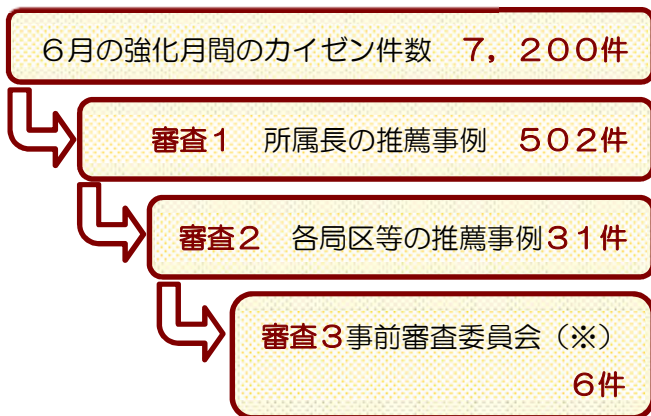 ６月の強化月間のカイゼン件数　７，２００件
審査１　所属長の推薦事例　５０２件
審査２　各局区等の推薦事例３１件
審査３事前審査委員会（※）
６件